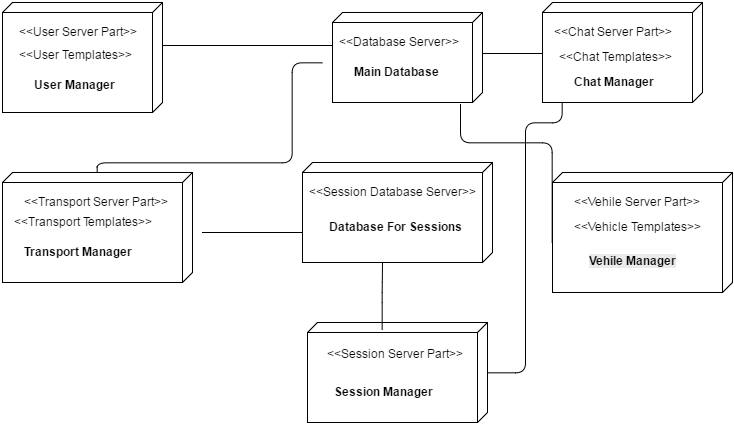 <<User Server Part>>
<<User Templates>>
User Manager
<<Database Server>>
Main Database
<<Chat Server Part>>
<<Chat Templates>>
Chat Manager
<<Transport Server Part>>
<<Transport Templates>>
Transport Manager
<<Session Database Server>>
Database For Sessions
<<Vehile Server Part>>
<<Vehicle Templates>>
Vehile Manager
<<Session Server Part>>
Session Manager